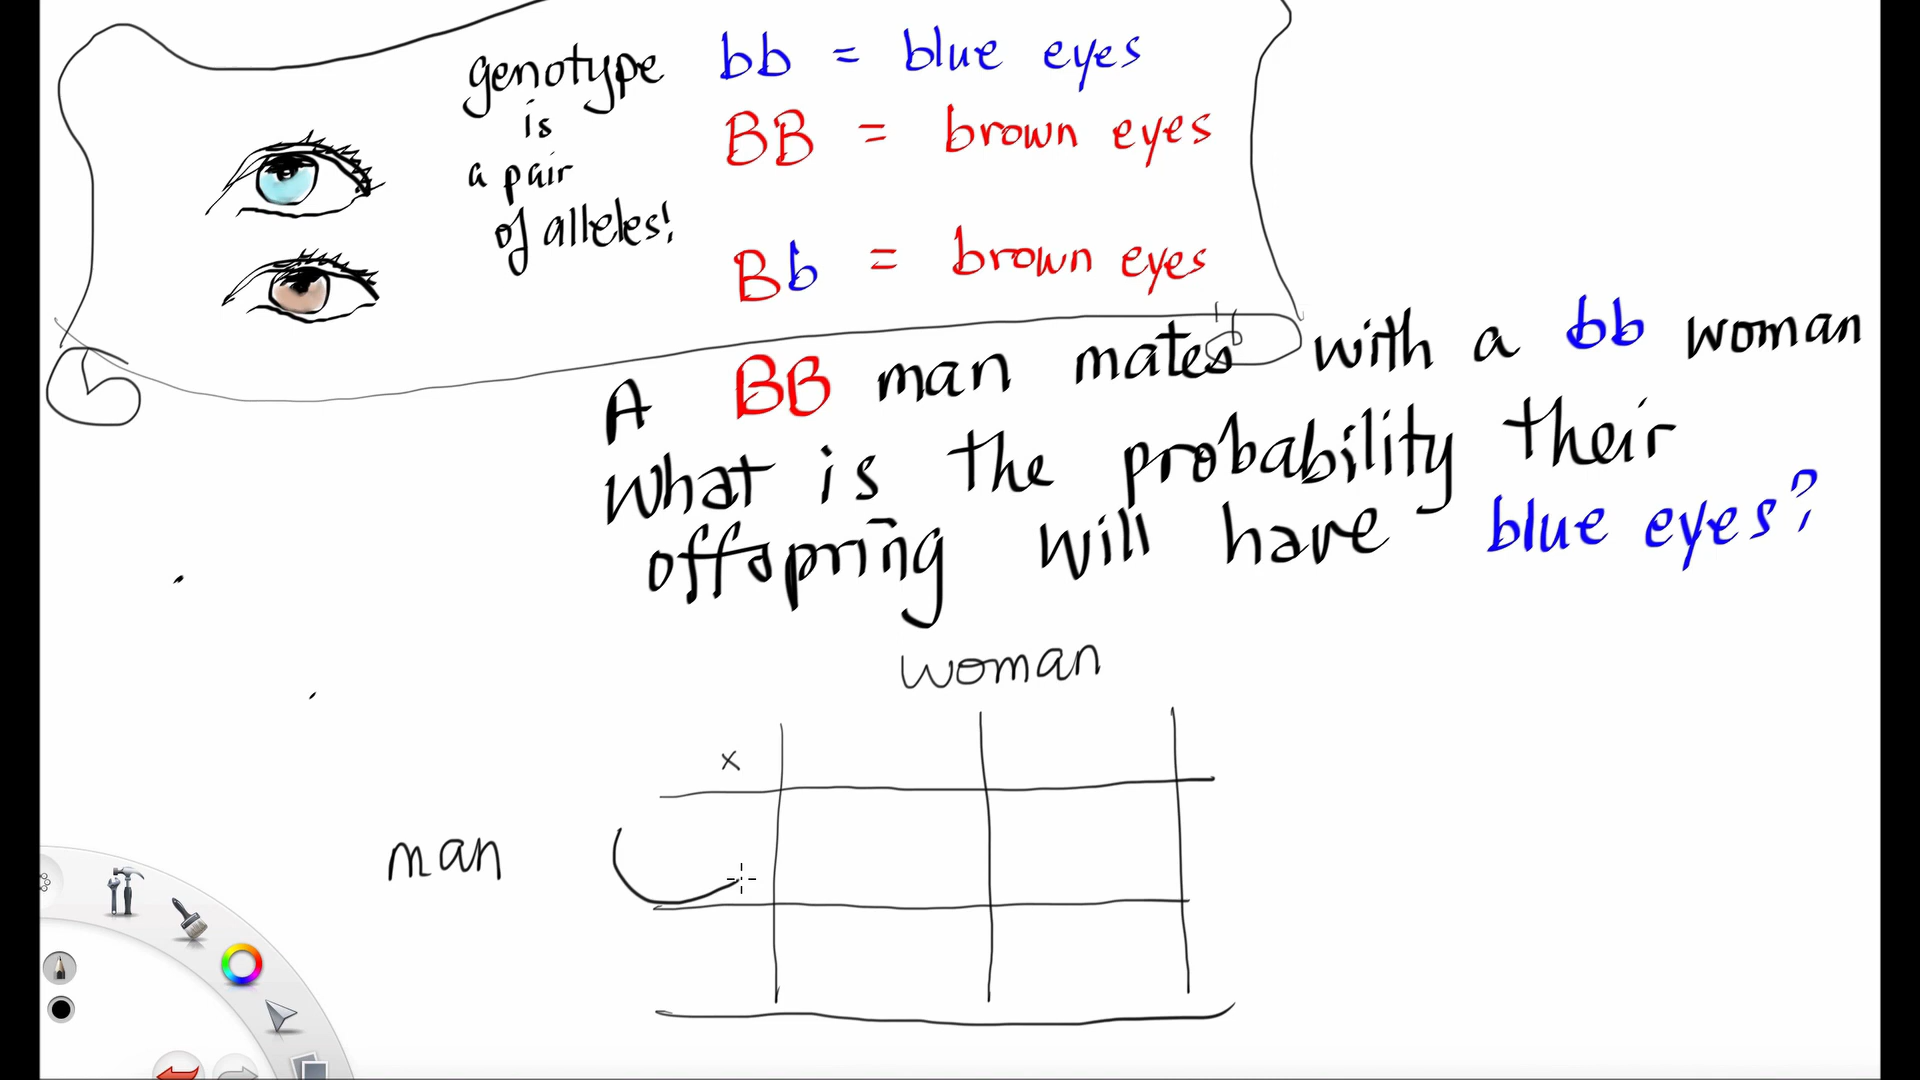 genotype
is
a pair
of alleles!
bb = blue eyes
BB = brown eyes
Bb = brown eyes
A BB man mates with a bb woman
What is the probability their
offspring will have blue eyes?
woman
x
man